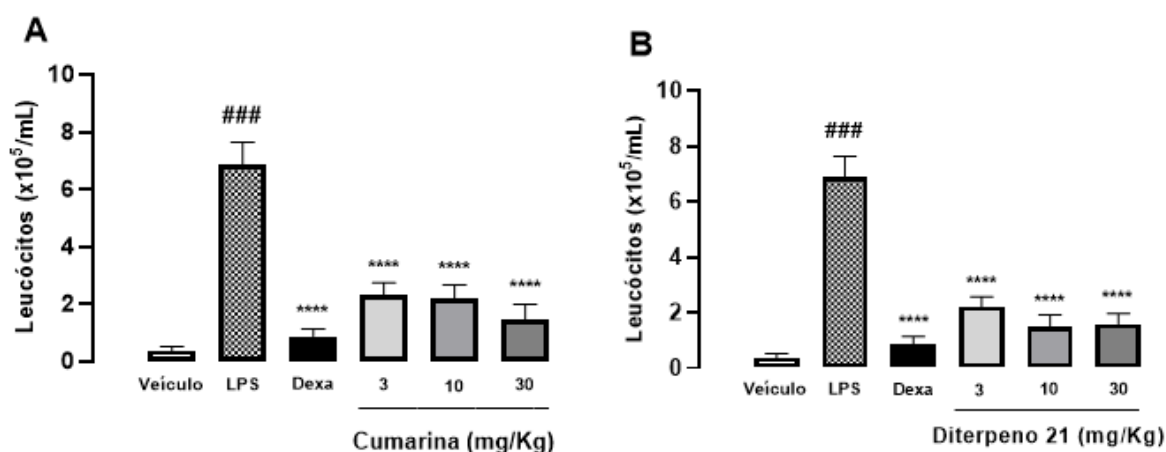 A
Leucócitos (x10⁵/mL)
10
8
6
4
2
0
###
****
****
****
****
Veículo LPS Dexa 3 10 30
Cumarina (mg/Kg)
B
Leucócitos (x10⁵/mL)
10
8
6
4
2
0
###
****
****
****
****
Veículo LPS Dexa 3 10 30
Diterpeno 21 (mg/Kg)